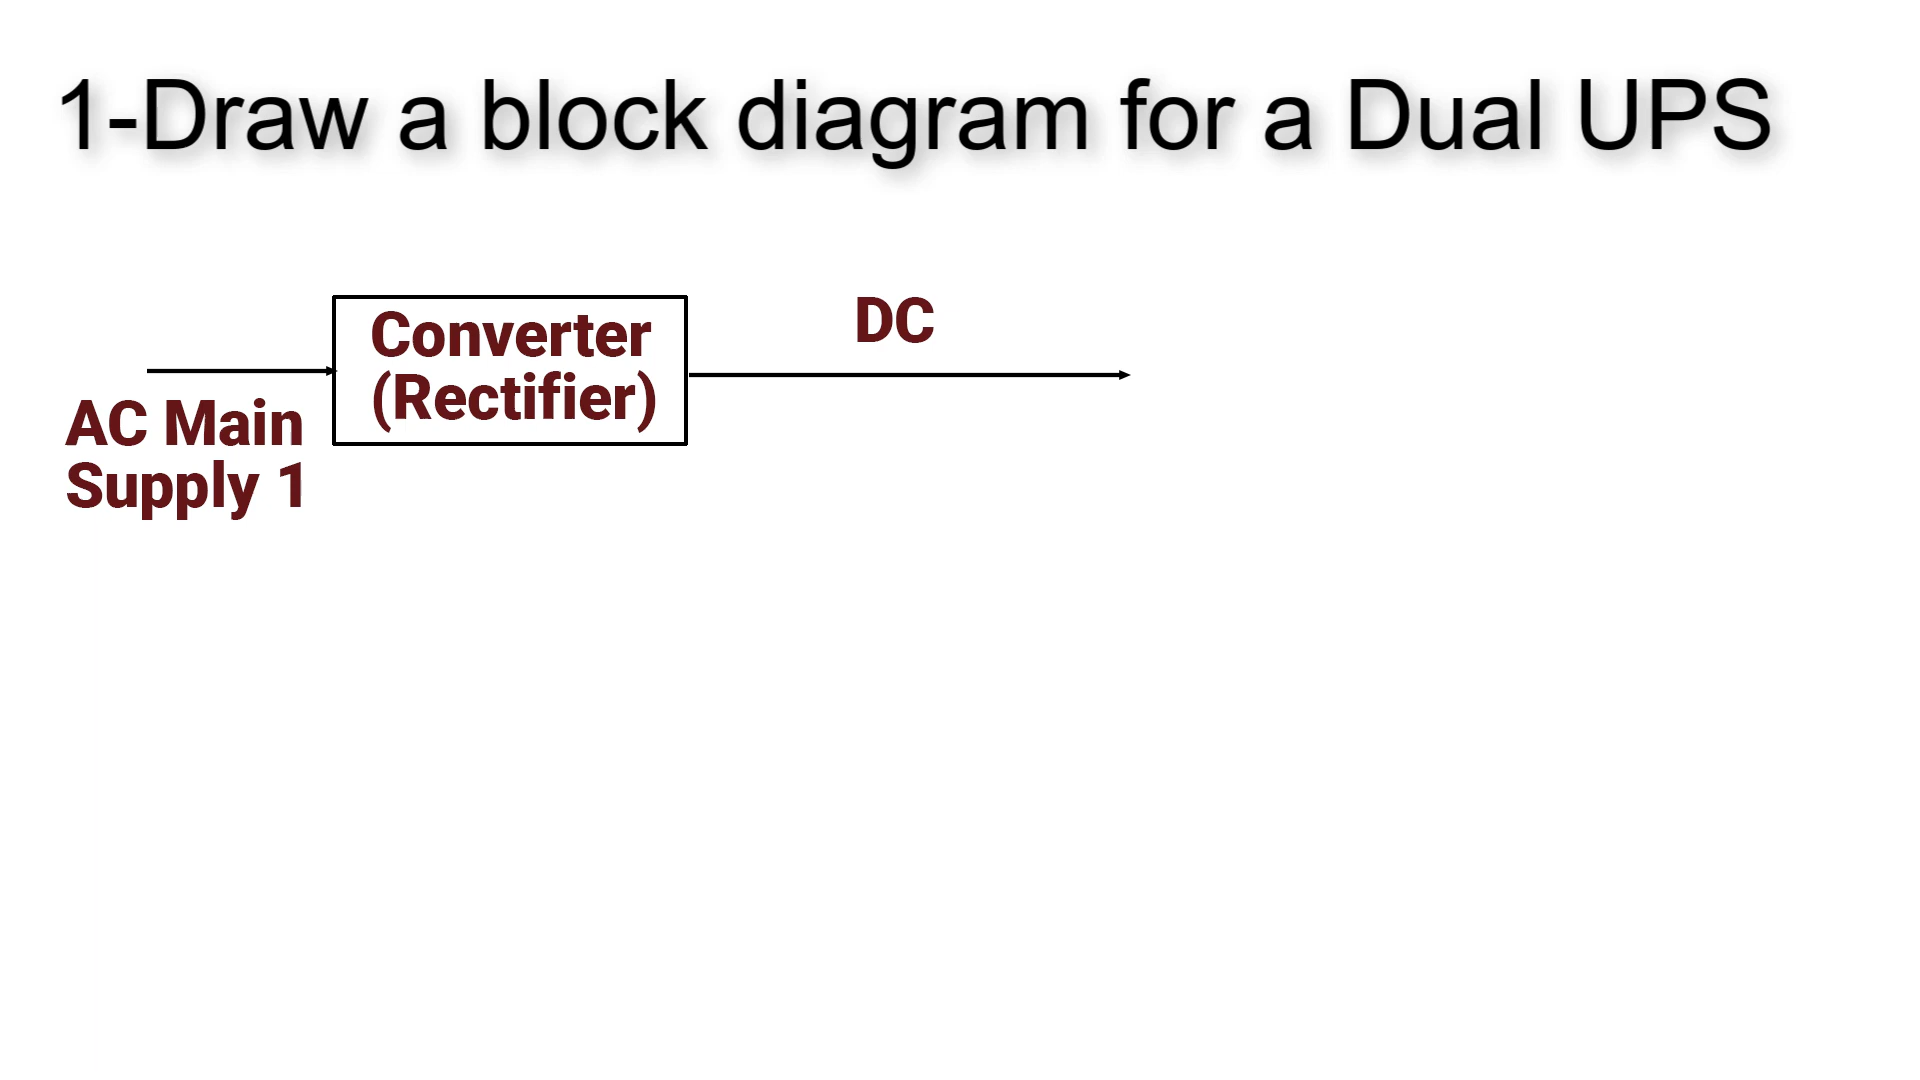 1-Draw a block diagram for a Dual UPS
DC
Converter
(Rectifier)
AC Main
Supply 1